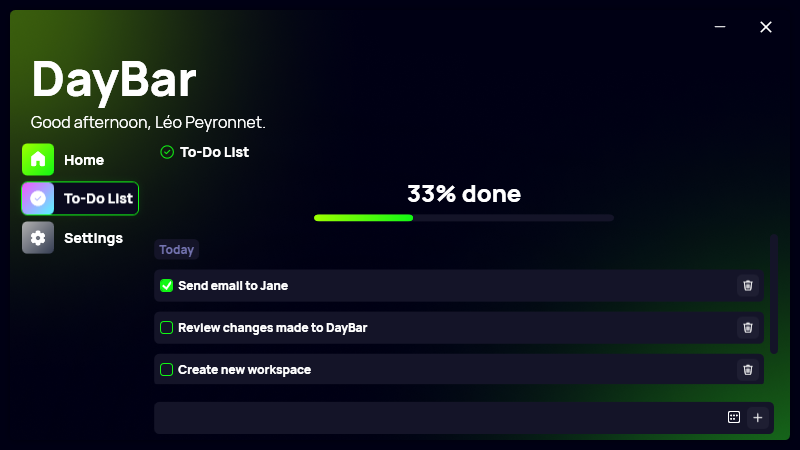 DayBar
Good afternoon, Léo Peyronnet.
Home
To-Do List
Settings
To-Do List
33% done
Today
Send email to Jane
Review changes made to DayBar
Create new workspace